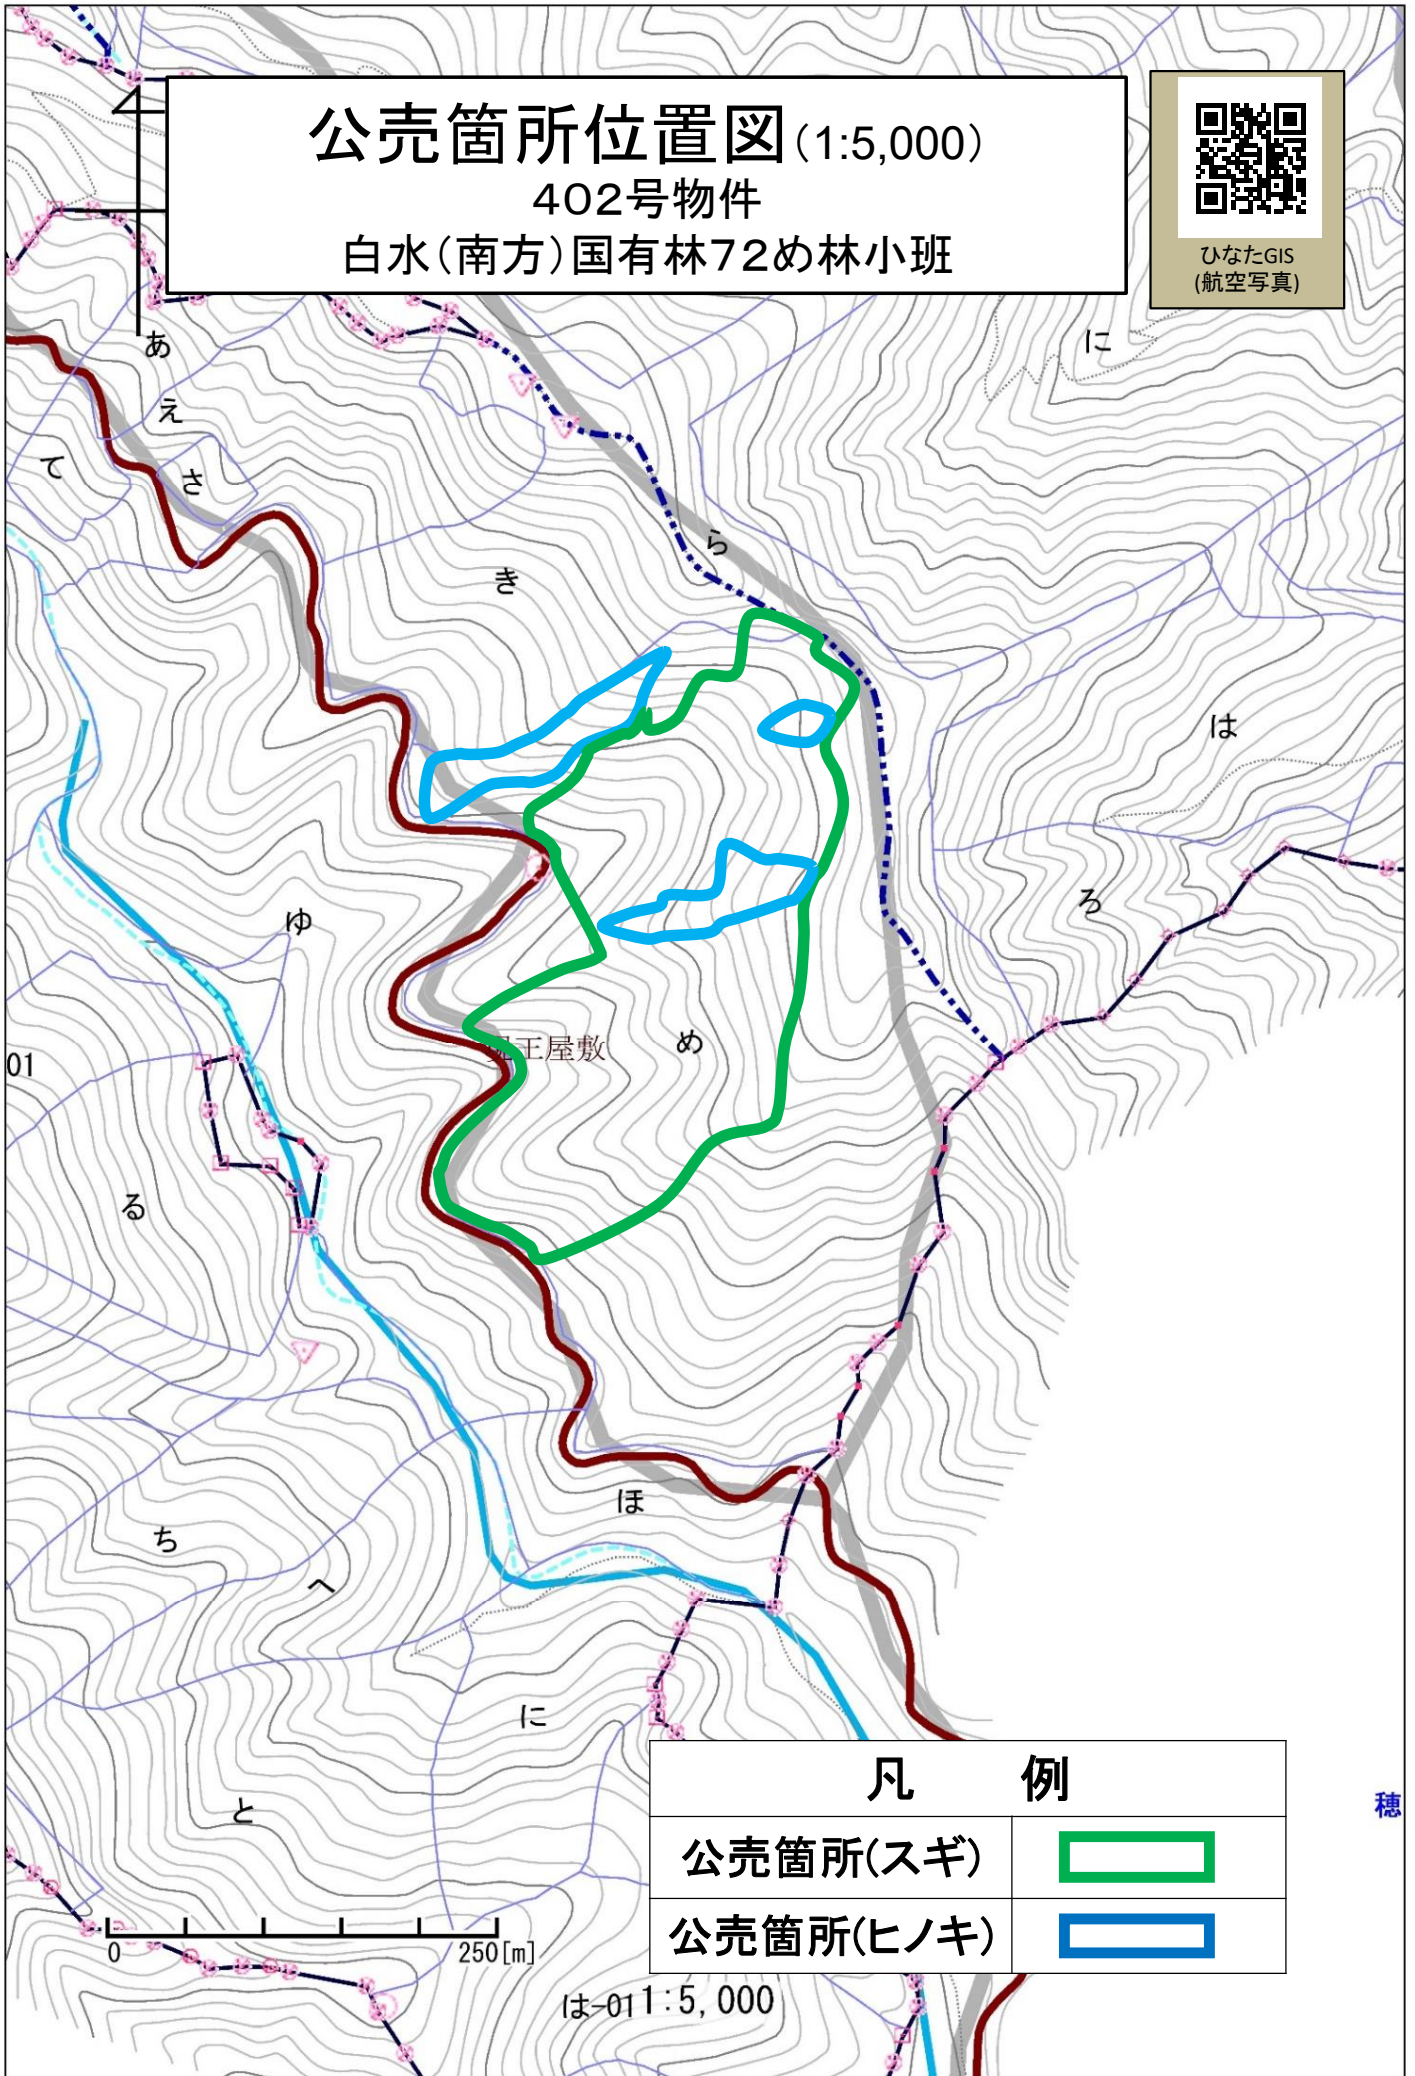 公売箇所位置図(1:5,000)
402号物件
白水(南方)国有林72め林小班
ひなたGIS
(航空写真)
あ
に
え
て
さ
ら
き
は
ろ
ゆ
王屋敷
め
01
る
ほ
ち
へ
に
と
凡 例
公売箇所(スギ)
公売箇所(ヒノキ)
穂
0 250[m]
は-01 1:5,000